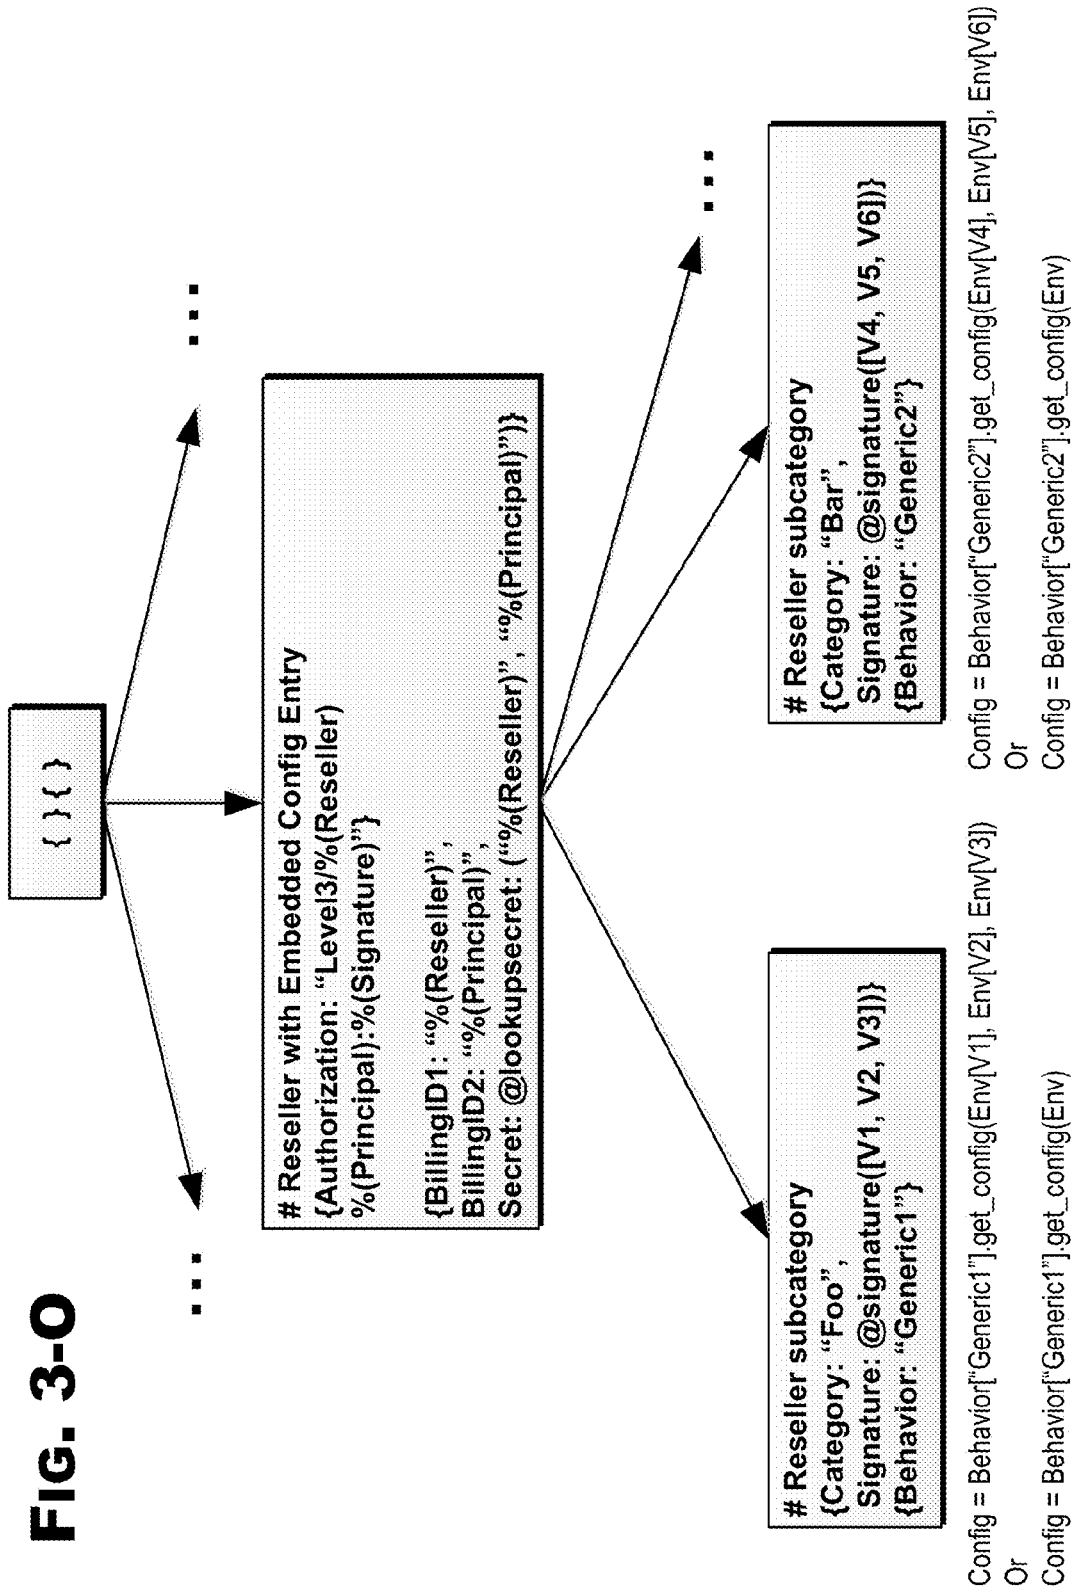 FIG. 3-O
{ } { }
...
...
# Reseller with Embedded Config Entry
{Authorization: “Level3/%(Reseller)
%(Principal):%(Signature)”}
{BillingID1: “%(Reseller)”,
BillingID2: “%(Principal)”,
Secret: @lookupsecret: (“%(Reseller)”, “%(Principal)”)}
...
# Reseller subcategory
{Category: “Foo”,
Signature: @signature([V1, V2, V3])}
{Behavior: “Generic1”}
Config = Behavior[“Generic1”].get_config(Env[V1], Env[V2], Env[V3])
Or
Config = Behavior[“Generic1”].get_config(Env)
# Reseller subcategory
{Category: “Bar”,
Signature: @signature([V4, V5, V6])}
{Behavior: “Generic2”}
Config = Behavior[“Generic2”].get_config(Env[V4], Env[V5], Env[V6])
Or
Config = Behavior[“Generic2”].get_config(Env)